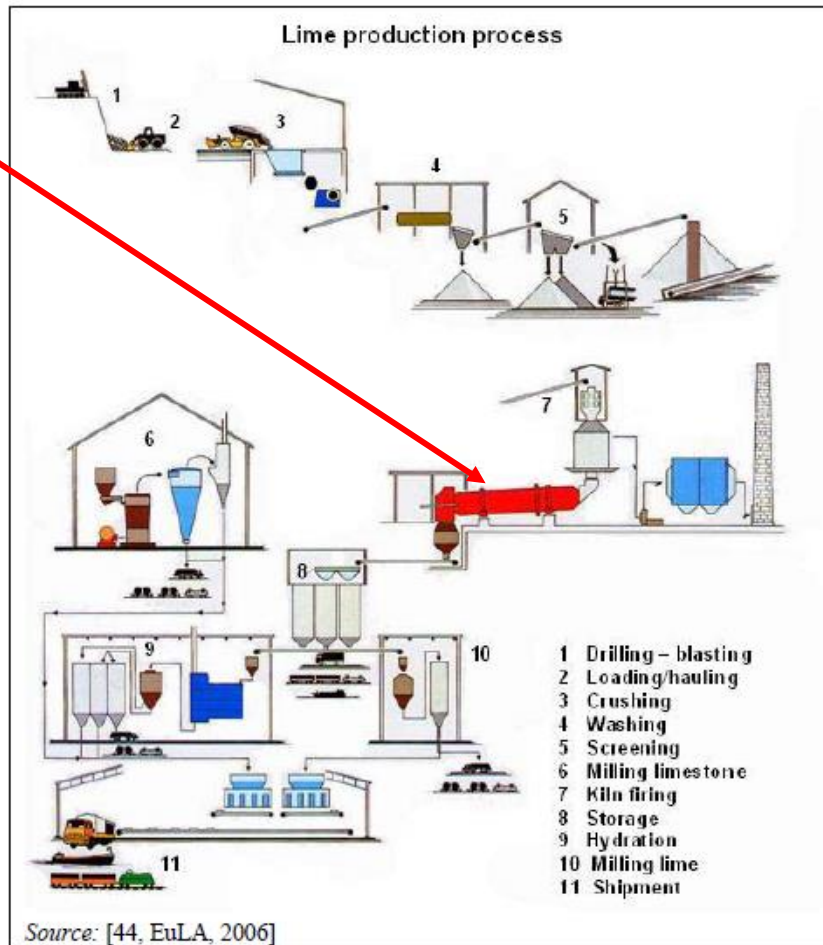 Lime production process
1
2
3
4
5
6
7
8
9
10
11
1 Drilling – blasting
2 Loading/hauling
3 Crushing
4 Washing
5 Screening
6 Milling limestone
7 Kiln firing
8 Storage
9 Hydration
10 Milling lime
11 Shipment
Source: [44, EuLA, 2006]